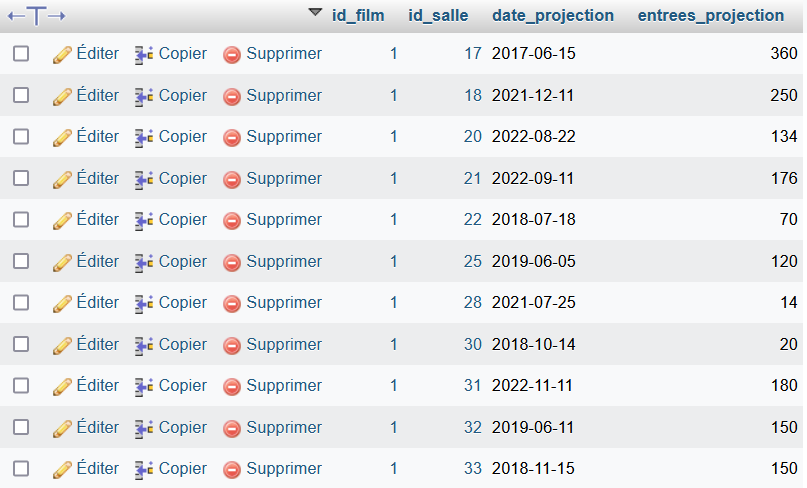 id_film id_salle date_projection entrees_projection
Éditer Copier Supprimer 1 17 2017-06-15 360
Éditer Copier Supprimer 1 18 2021-12-11 250
Éditer Copier Supprimer 1 20 2022-08-22 134
Éditer Copier Supprimer 1 21 2022-09-11 176
Éditer Copier Supprimer 1 22 2018-07-18 70
Éditer Copier Supprimer 1 25 2019-06-05 120
Éditer Copier Supprimer 1 28 2021-07-25 14
Éditer Copier Supprimer 1 30 2018-10-14 20
Éditer Copier Supprimer 1 31 2022-11-11 180
Éditer Copier Supprimer 1 32 2019-06-11 150
Éditer Copier Supprimer 1 33 2018-11-15 150